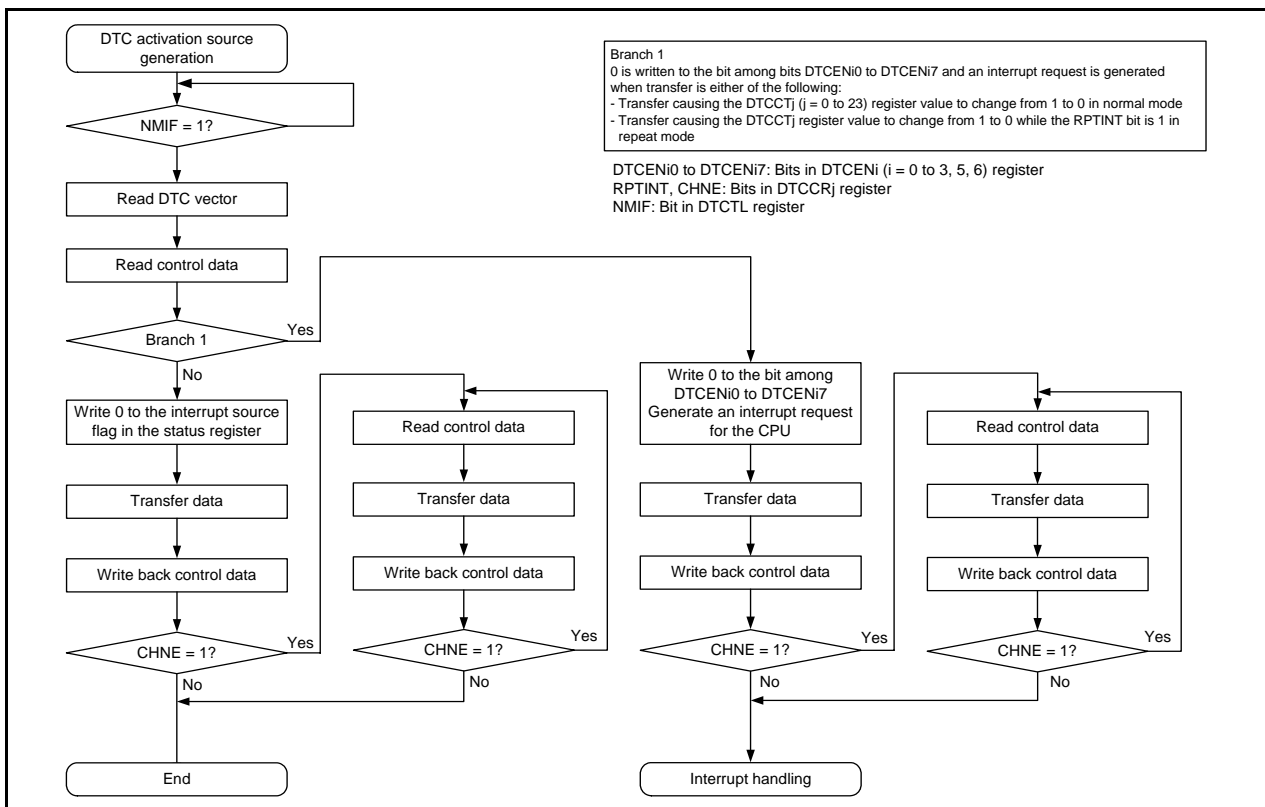 DTC activation source
generation
NMIF = 1?
Read DTC vector
Read control data
Branch 1
Yes
No
Write 0 to the interrupt source
flag in the status register
Transfer data
Write back control data
CHNE = 1?
Yes
No
End
Read control data
Transfer data
Write back control data
CHNE = 1?
Yes
No
Branch 1
0 is written to the bit among bits DTCENi0 to DTCENi7 and an interrupt request is generated
when transfer is either of the following:
- Transfer causing the DTCCTj (j = 0 to 23) register value to change from 1 to 0 in normal mode
- Transfer causing the DTCCTj register value to change from 1 to 0 while the RPTINT bit is 1 in
repeat mode
DTCENi0 to DTCENi7: Bits in DTCENi (i = 0 to 3, 5, 6) register
RPTINT, CHNE: Bits in DTCCRj register
NMIF: Bit in DTCTL register
Write 0 to the bit among
DTCENi0 to DTCENi7
Generate an interrupt request
for the CPU
Transfer data
Write back control data
CHNE = 1?
Yes
No
Interrupt handling
Read control data
Transfer data
Write back control data
CHNE = 1?
Yes
No